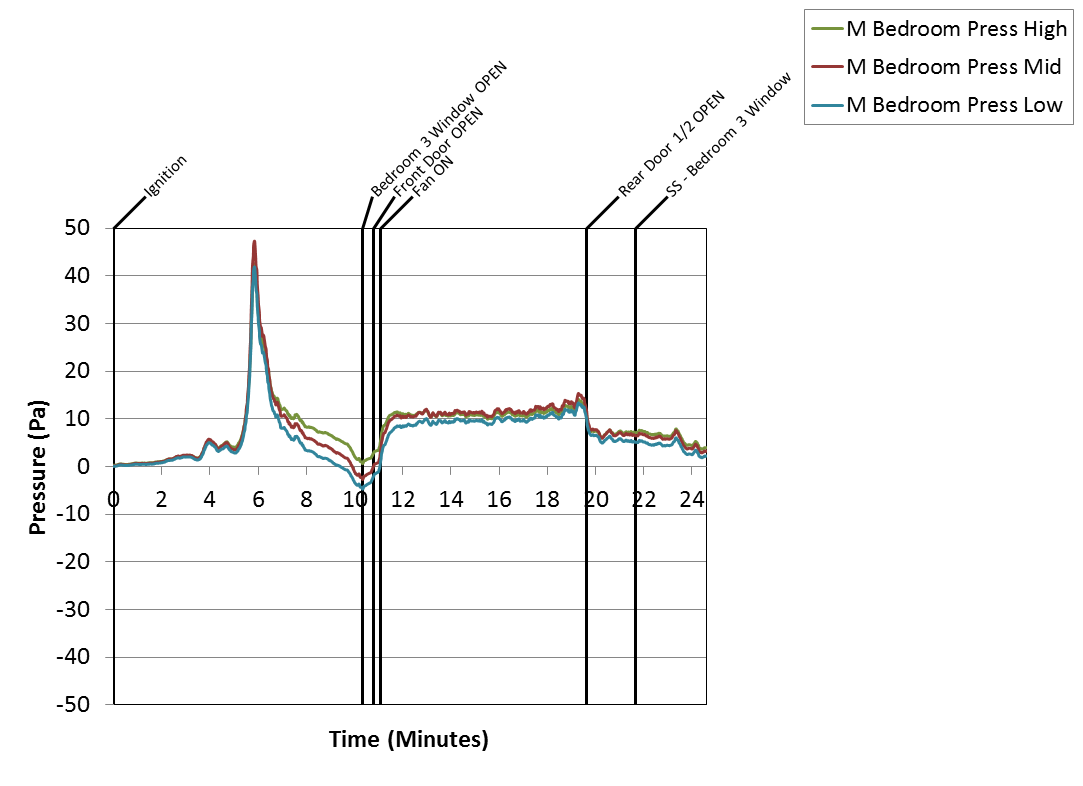 M Bedroom Press High
M Bedroom Press Mid
M Bedroom Press Low
Ignition
Bedroom 3 Window OPEN
Front Door OPEN
Fan ON
Rear Door 1/2 OPEN
SS - Bedroom 3 Window
50
40
30
20
10
0
-10
-20
-30
-40
-50
Pressure (Pa)
0 2 4 6 8 10 12 14 16 18 20 22 24
Time (Minutes)